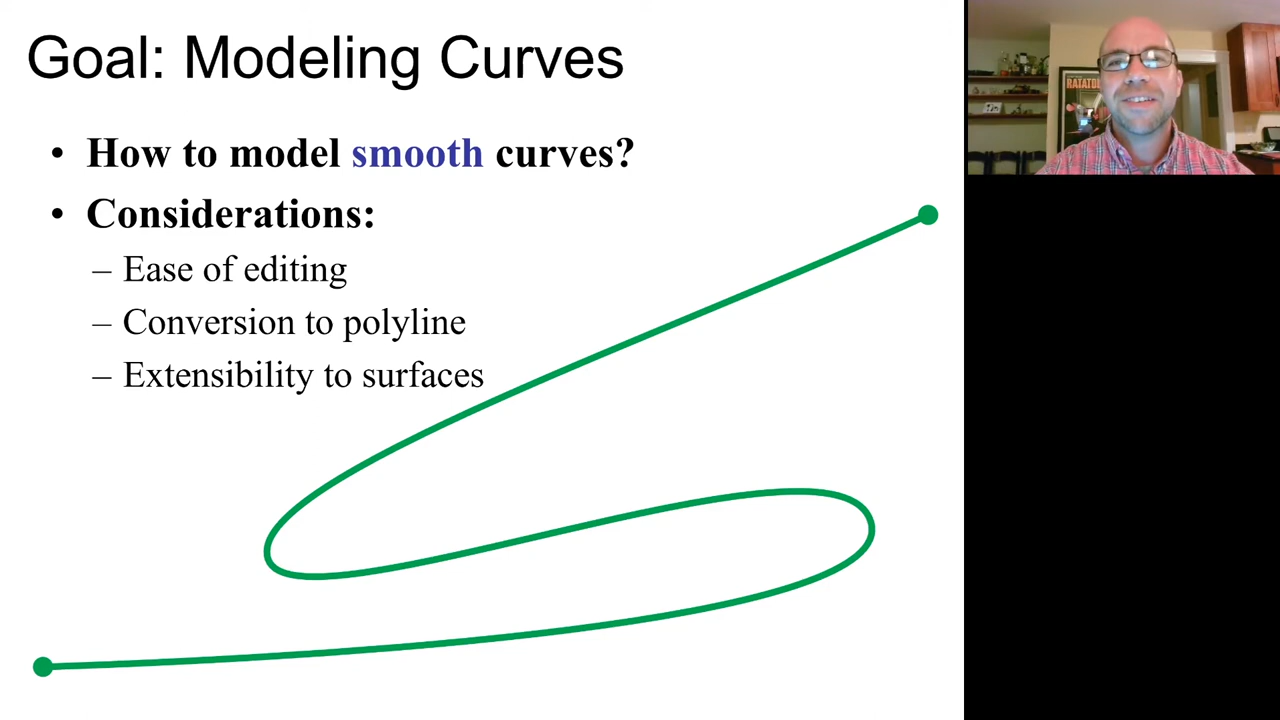 Goal: Modeling Curves
• How to model smooth curves?
• Considerations:
– Ease of editing
– Conversion to polyline
– Extensibility to surfaces